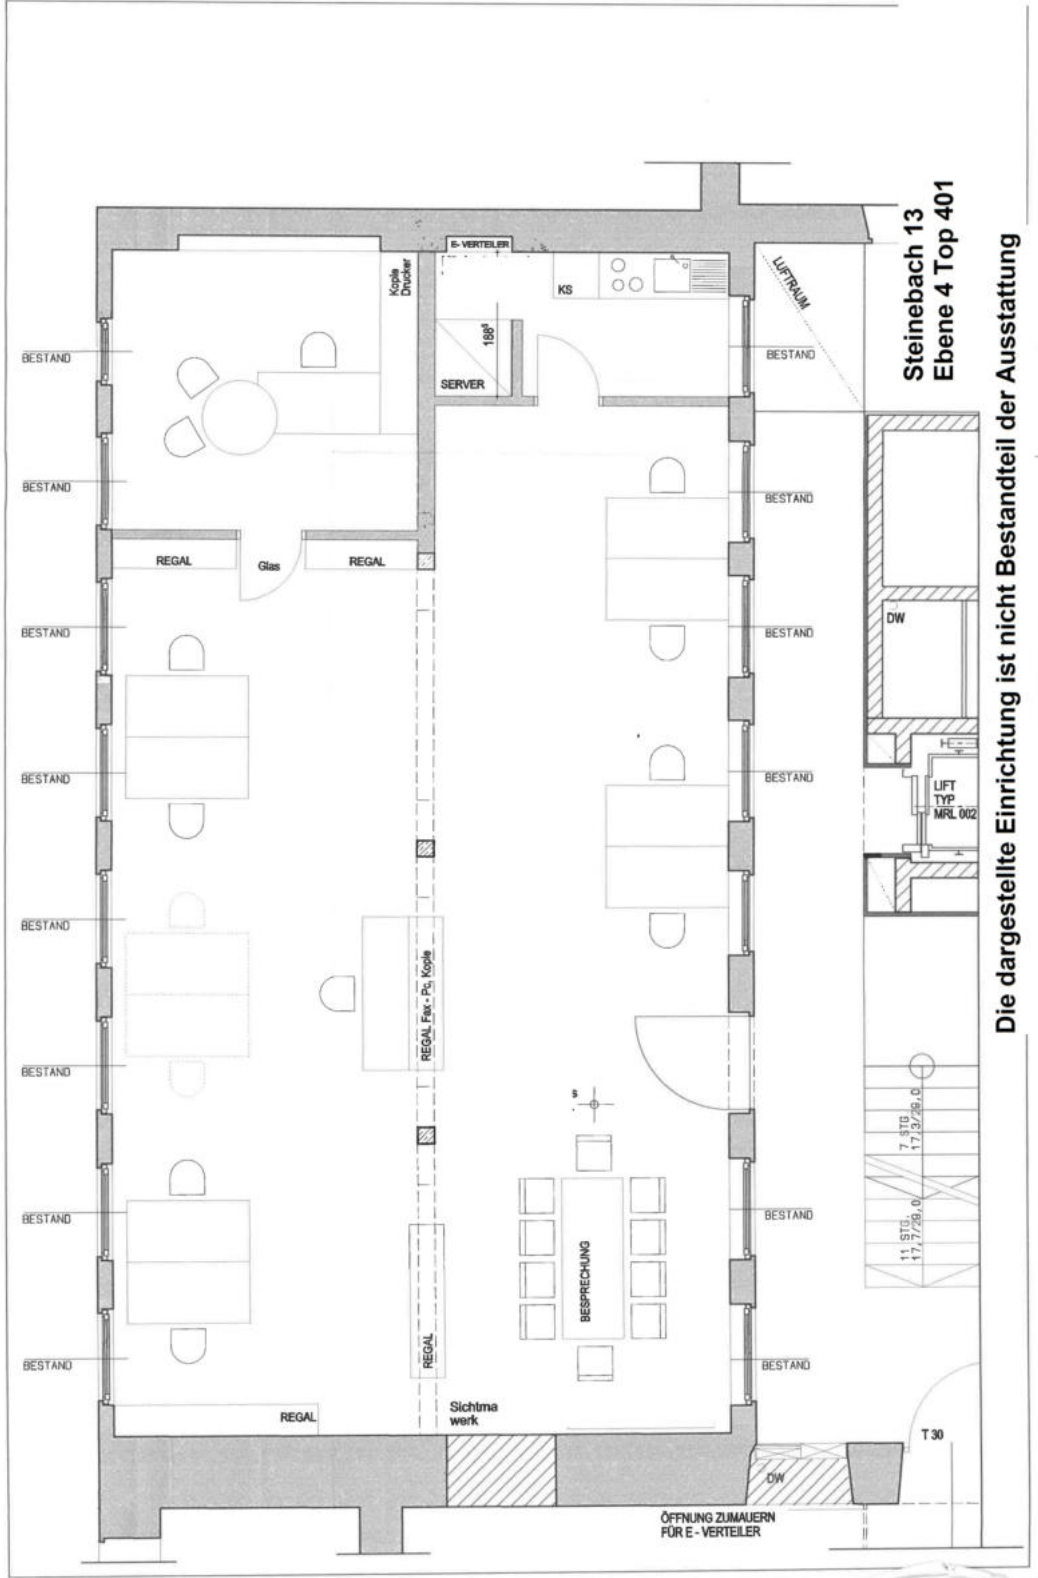 Steinebach 13
Ebene 4 Top 401
Die dargestellte Einrichtung ist nicht Bestandteil der Ausstattung
E- VERTEILER
Kopie
Drucker
KS
188⁵
SERVER
LUFTRAUM
BESTAND
BESTAND
BESTAND
BESTAND
REGAL
Glas
REGAL
BESTAND
BESTAND
DW
BESTAND
BESTAND
LIFT
TYP
MRL 002
BESTAND
REGAL Fax - Pc, Kopie
BESTAND
S
7 STG
17,3/29,0
11 STG.
17,7/29,0
BESTAND
BESTAND
BESPRECHUNG
REGAL
BESTAND
BESTAND
REGAL
Sichtma
werk
T 30
DW
ÖFFNUNG ZUMAUERN
FÜR E - VERTEILER